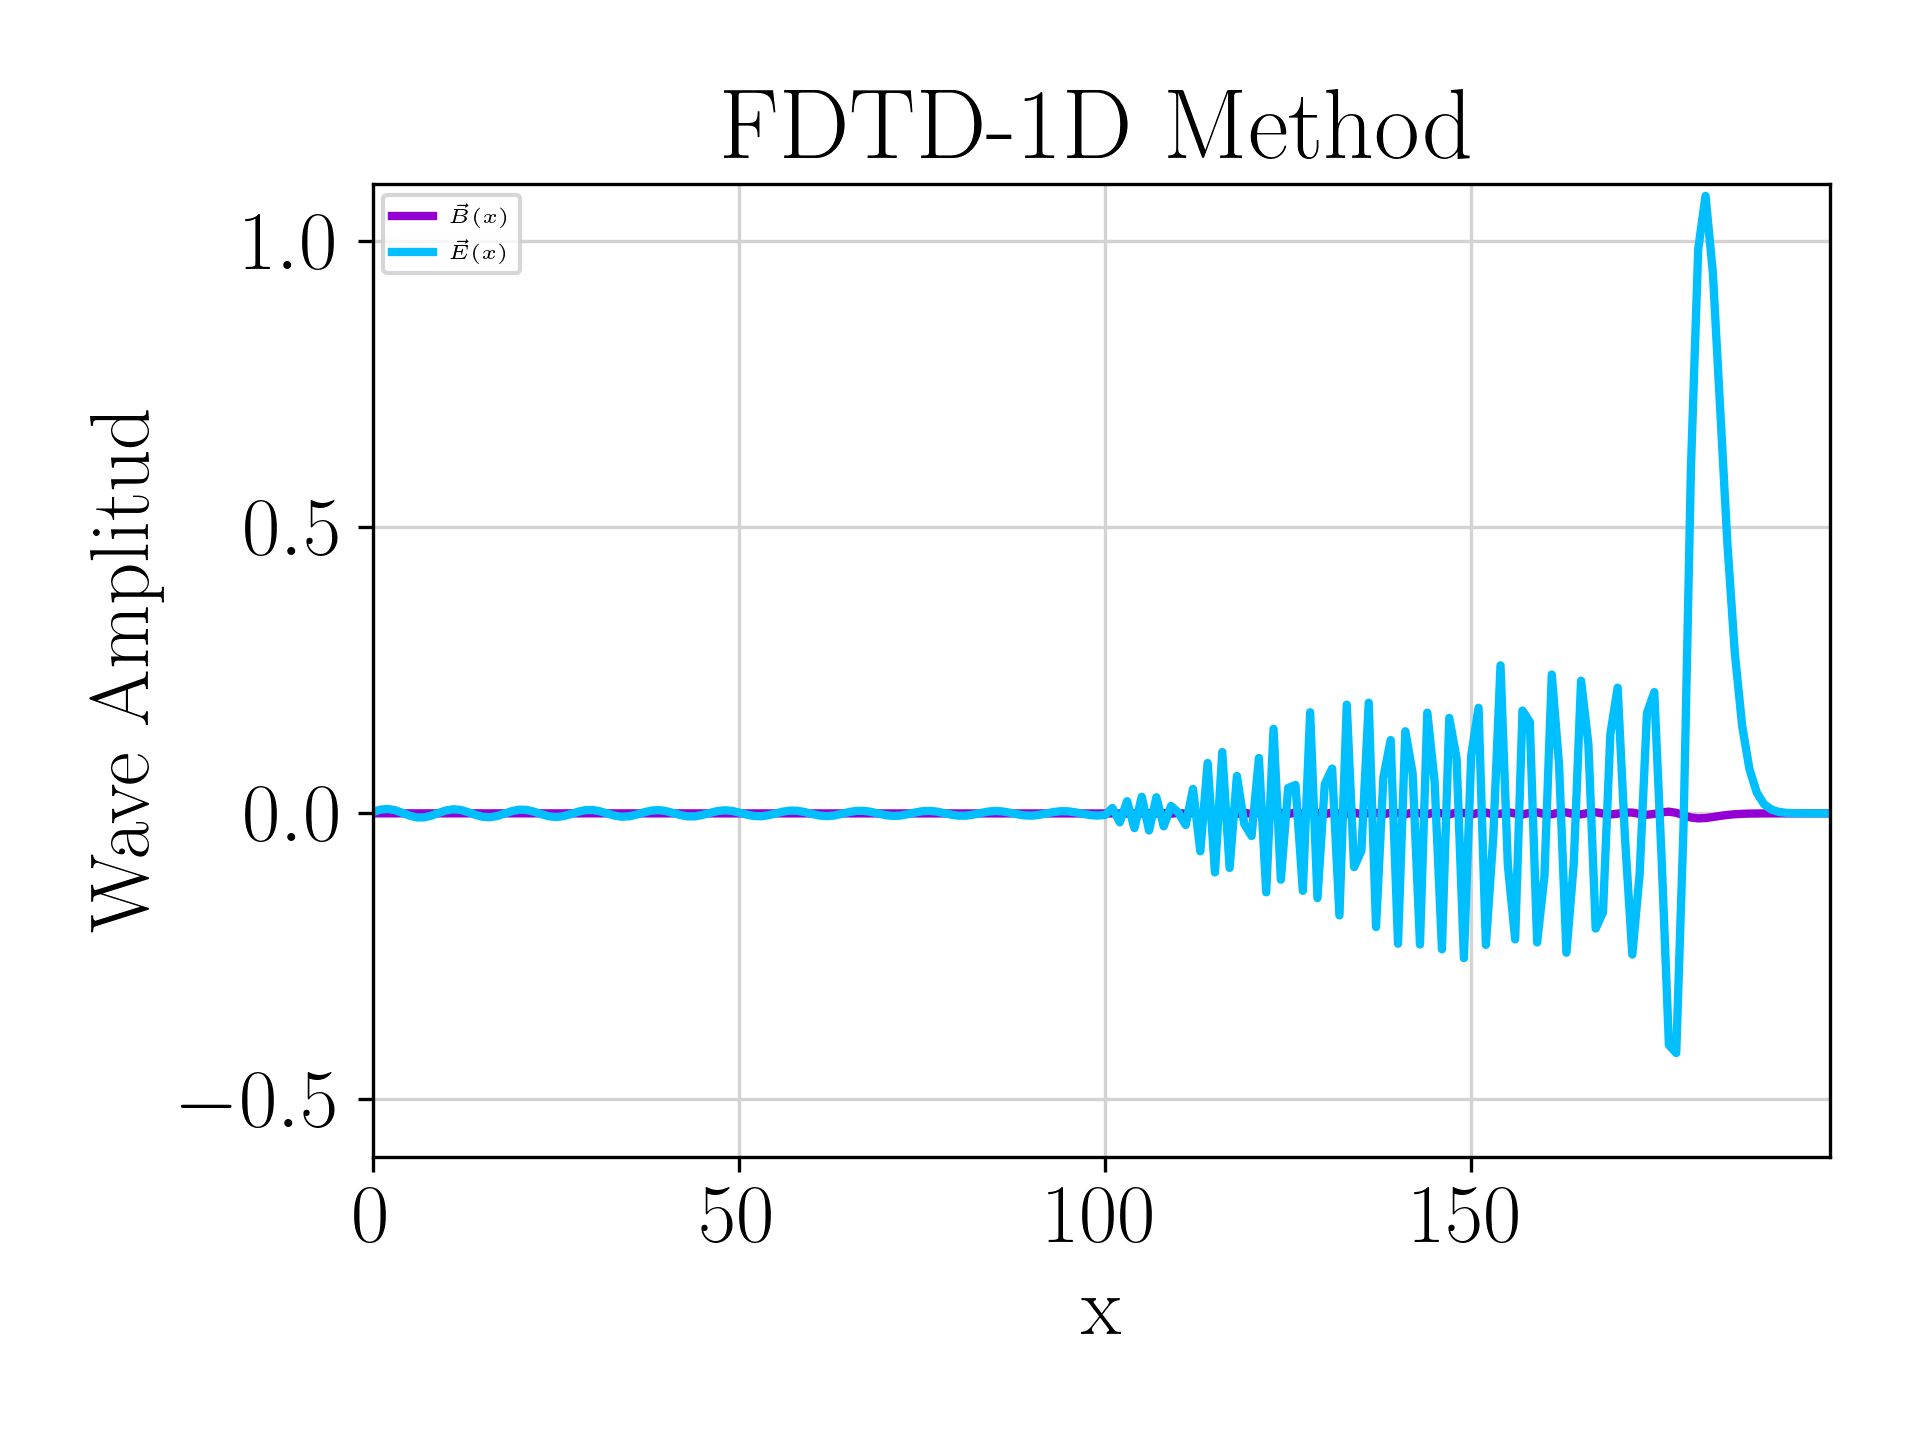 FDTD-1D Method
$\vec{B}(x)$
$\vec{E}(x)$
1.0
0.5
0.0
−0.5
Wave Amplitud
0 50 100 150
x